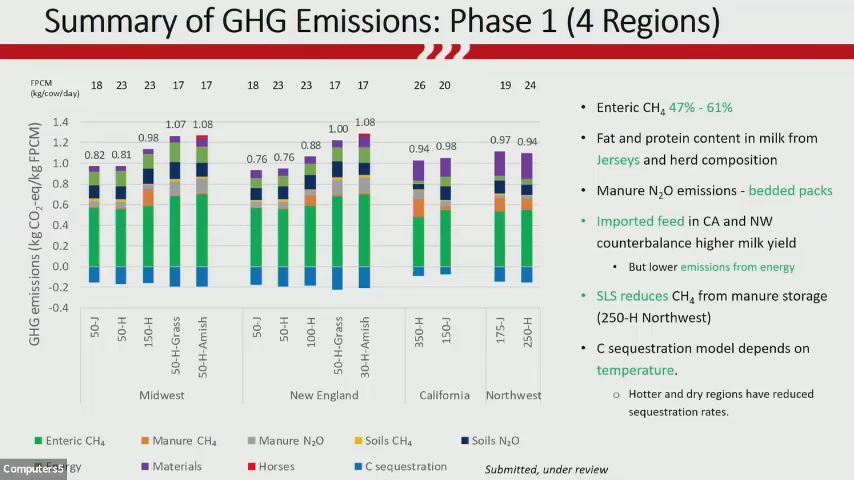 Summary of GHG Emissions: Phase 1 (4 Regions)
FPCM
(kg/cow/day)
18 23 23 17 17 18 23 23 17 17 26 20 19 24
GHG emissions (kg CO₂-eq/kg FPCM)
1.4
1.2
1.0
0.8
0.6
0.4
0.2
0.0
-0.2
-0.4
0.82 0.81 0.98 1.07 1.08 0.76 0.76 0.88 1.00 1.08 0.94 0.98 0.97 0.94
50-J 50-H 150-H 50-H-Grass 50-H-Amish 50-J 50-H 100-H 50-H-Grass 30-H-Amish 350-H 150-J 175-J 250-H
Midwest New England California Northwest
Enteric CH₄ Manure CH₄ Manure N₂O Soils CH₄ Soils N₂O
Energy Materials Horses C sequestration
Computers5
Submitted, under review
• Enteric CH₄ 47% - 61%
• Fat and protein content in milk from
Jerseys and herd composition
• Manure N₂O emissions - bedded packs
• Imported feed in CA and NW
counterbalance higher milk yield
• But lower emissions from energy
• SLS reduces CH₄ from manure storage
(250-H Northwest)
• C sequestration model depends on
temperature.
o Hotter and dry regions have reduced
sequestration rates.